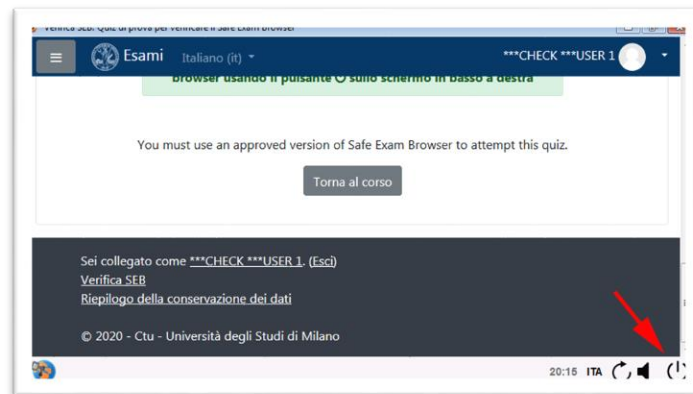 Verifica SEB: Quiz di prova per verificare il Safe Exam Browser
Esami Italiano (it) ***CHECK ***USER 1
browser usando il pulsante sullo schermo in basso a destra
You must use an approved version of Safe Exam Browser to attempt this quiz.
Torna al corso
Sei collegato come ***CHECK ***USER 1. (Esci)
Verifica SEB
Riepilogo della conservazione dei dati
© 2020 - Ctu - Università degli Studi di Milano
20:15 ITA